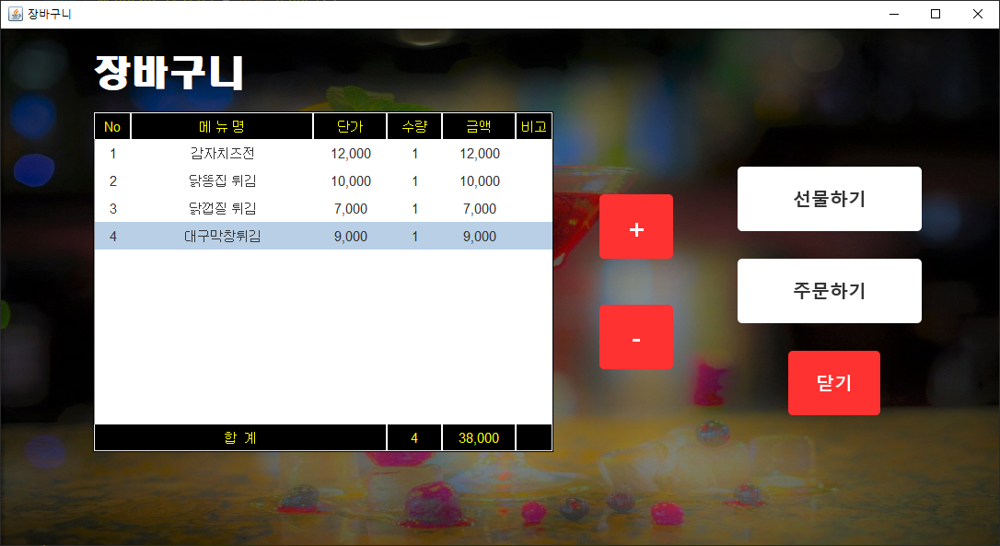 장바구니
장바구니
No 메 뉴 명 단가 수량 금액 비고
1 감자치즈전 12,000 1 12,000
2 닭똥집 튀김 10,000 1 10,000
3 닭껍질 튀김 7,000 1 7,000
4 대구막창튀김 9,000 1 9,000
합 계 4 38,000
+
-
선물하기
주문하기
닫기